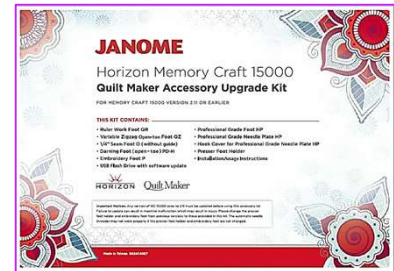 JANOME
Horizon Memory Craft 15000
Quilt Maker Accessory Upgrade Kit
FOR MEMORY CRAFT 15000 VERSION 2.11 OR EARLIER
THIS KIT CONTAINS:
• Ruler Work Foot QR
• Variable Zigzag Foot QZ
• 1/4" Seam Foot O (without guide)
• Darning Foot (open-toe) PD-H
• Embroidery Foot P
• USB Flash Drive with software update
• Professional Grade Foot HP
• Professional Grade Needle Plate HP
• Hook Cover for Professional Grade Needle Plate HP
• Presser Foot Holder
• Installation/Usage Instructions
HORIZON Quilt Maker
Made in Taiwan